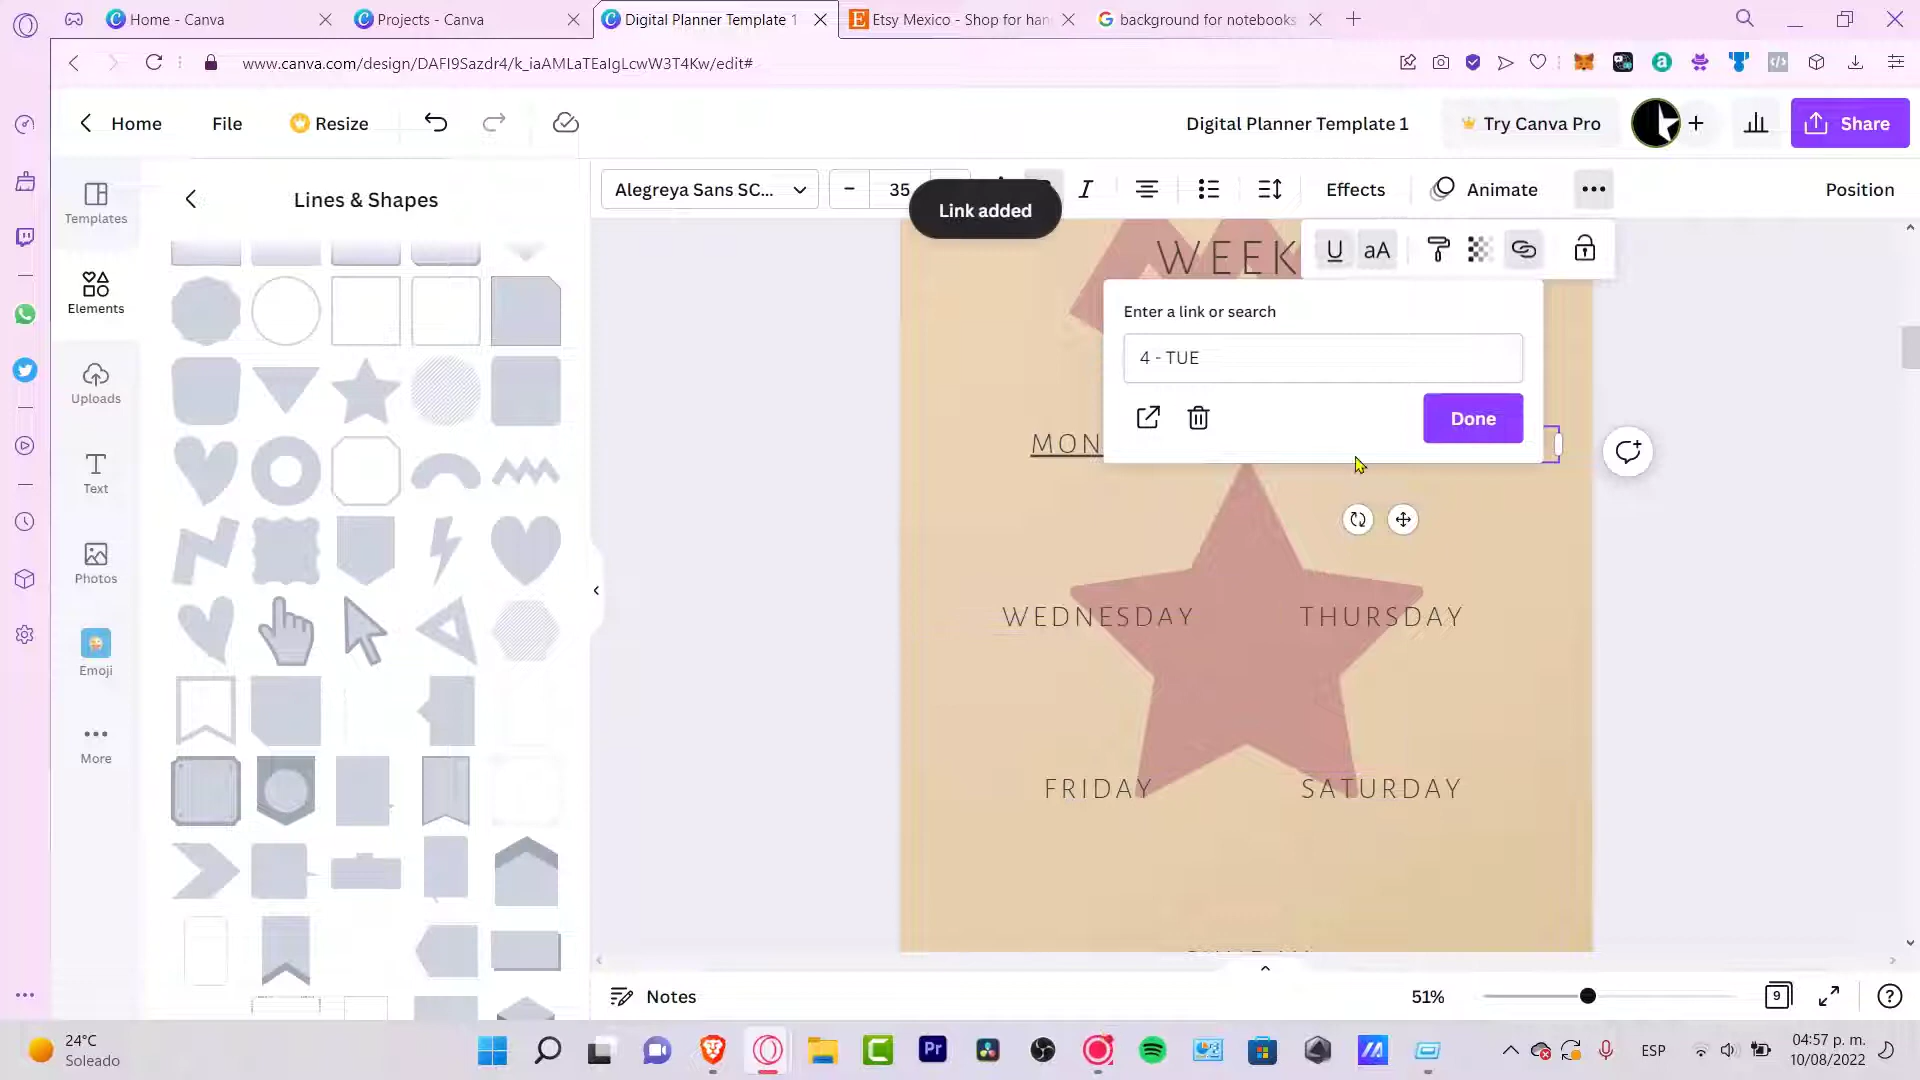 Home - Canva
Projects - Canva
Digital Planner Template 1
Etsy Mexico - Shop for han
background for notebooks
www.canva.com/design/DAFI9Sazdr4/k_iaAMLaTEaIgLcwW3T4Kw/edit#
Home
File
Resize
Digital Planner Template 1
Try Canva Pro
Share
Templates
Elements
Uploads
Text
Photos
Emoji
More
Lines & Shapes
Alegreya Sans SC...
35
Effects
Animate
Position
Link added
WEEK
Enter a link or search
4 - TUE
Done
MON
WEDNESDAY
THURSDAY
FRIDAY
SATURDAY
Notes
51%
9
24°C
Soleado
ESP
04:57 p. m.
10/08/2022